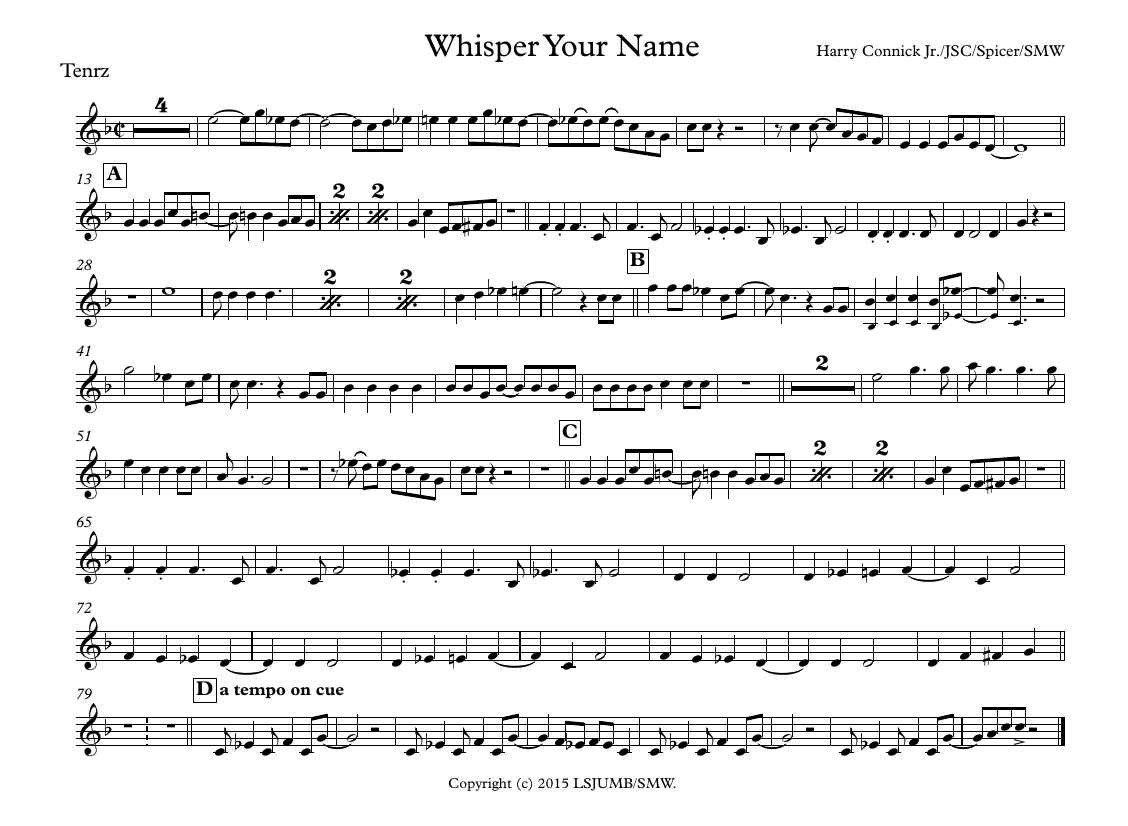 Whisper Your Name
Harry Connick Jr./JSC/Spicer/SMW
Tenrz
4
13 A
2 2
28
2 2 B
41
2
51
C
2 2
65
72
79
D a tempo on cue
Copyright (c) 2015 LSJUMB/SMW.